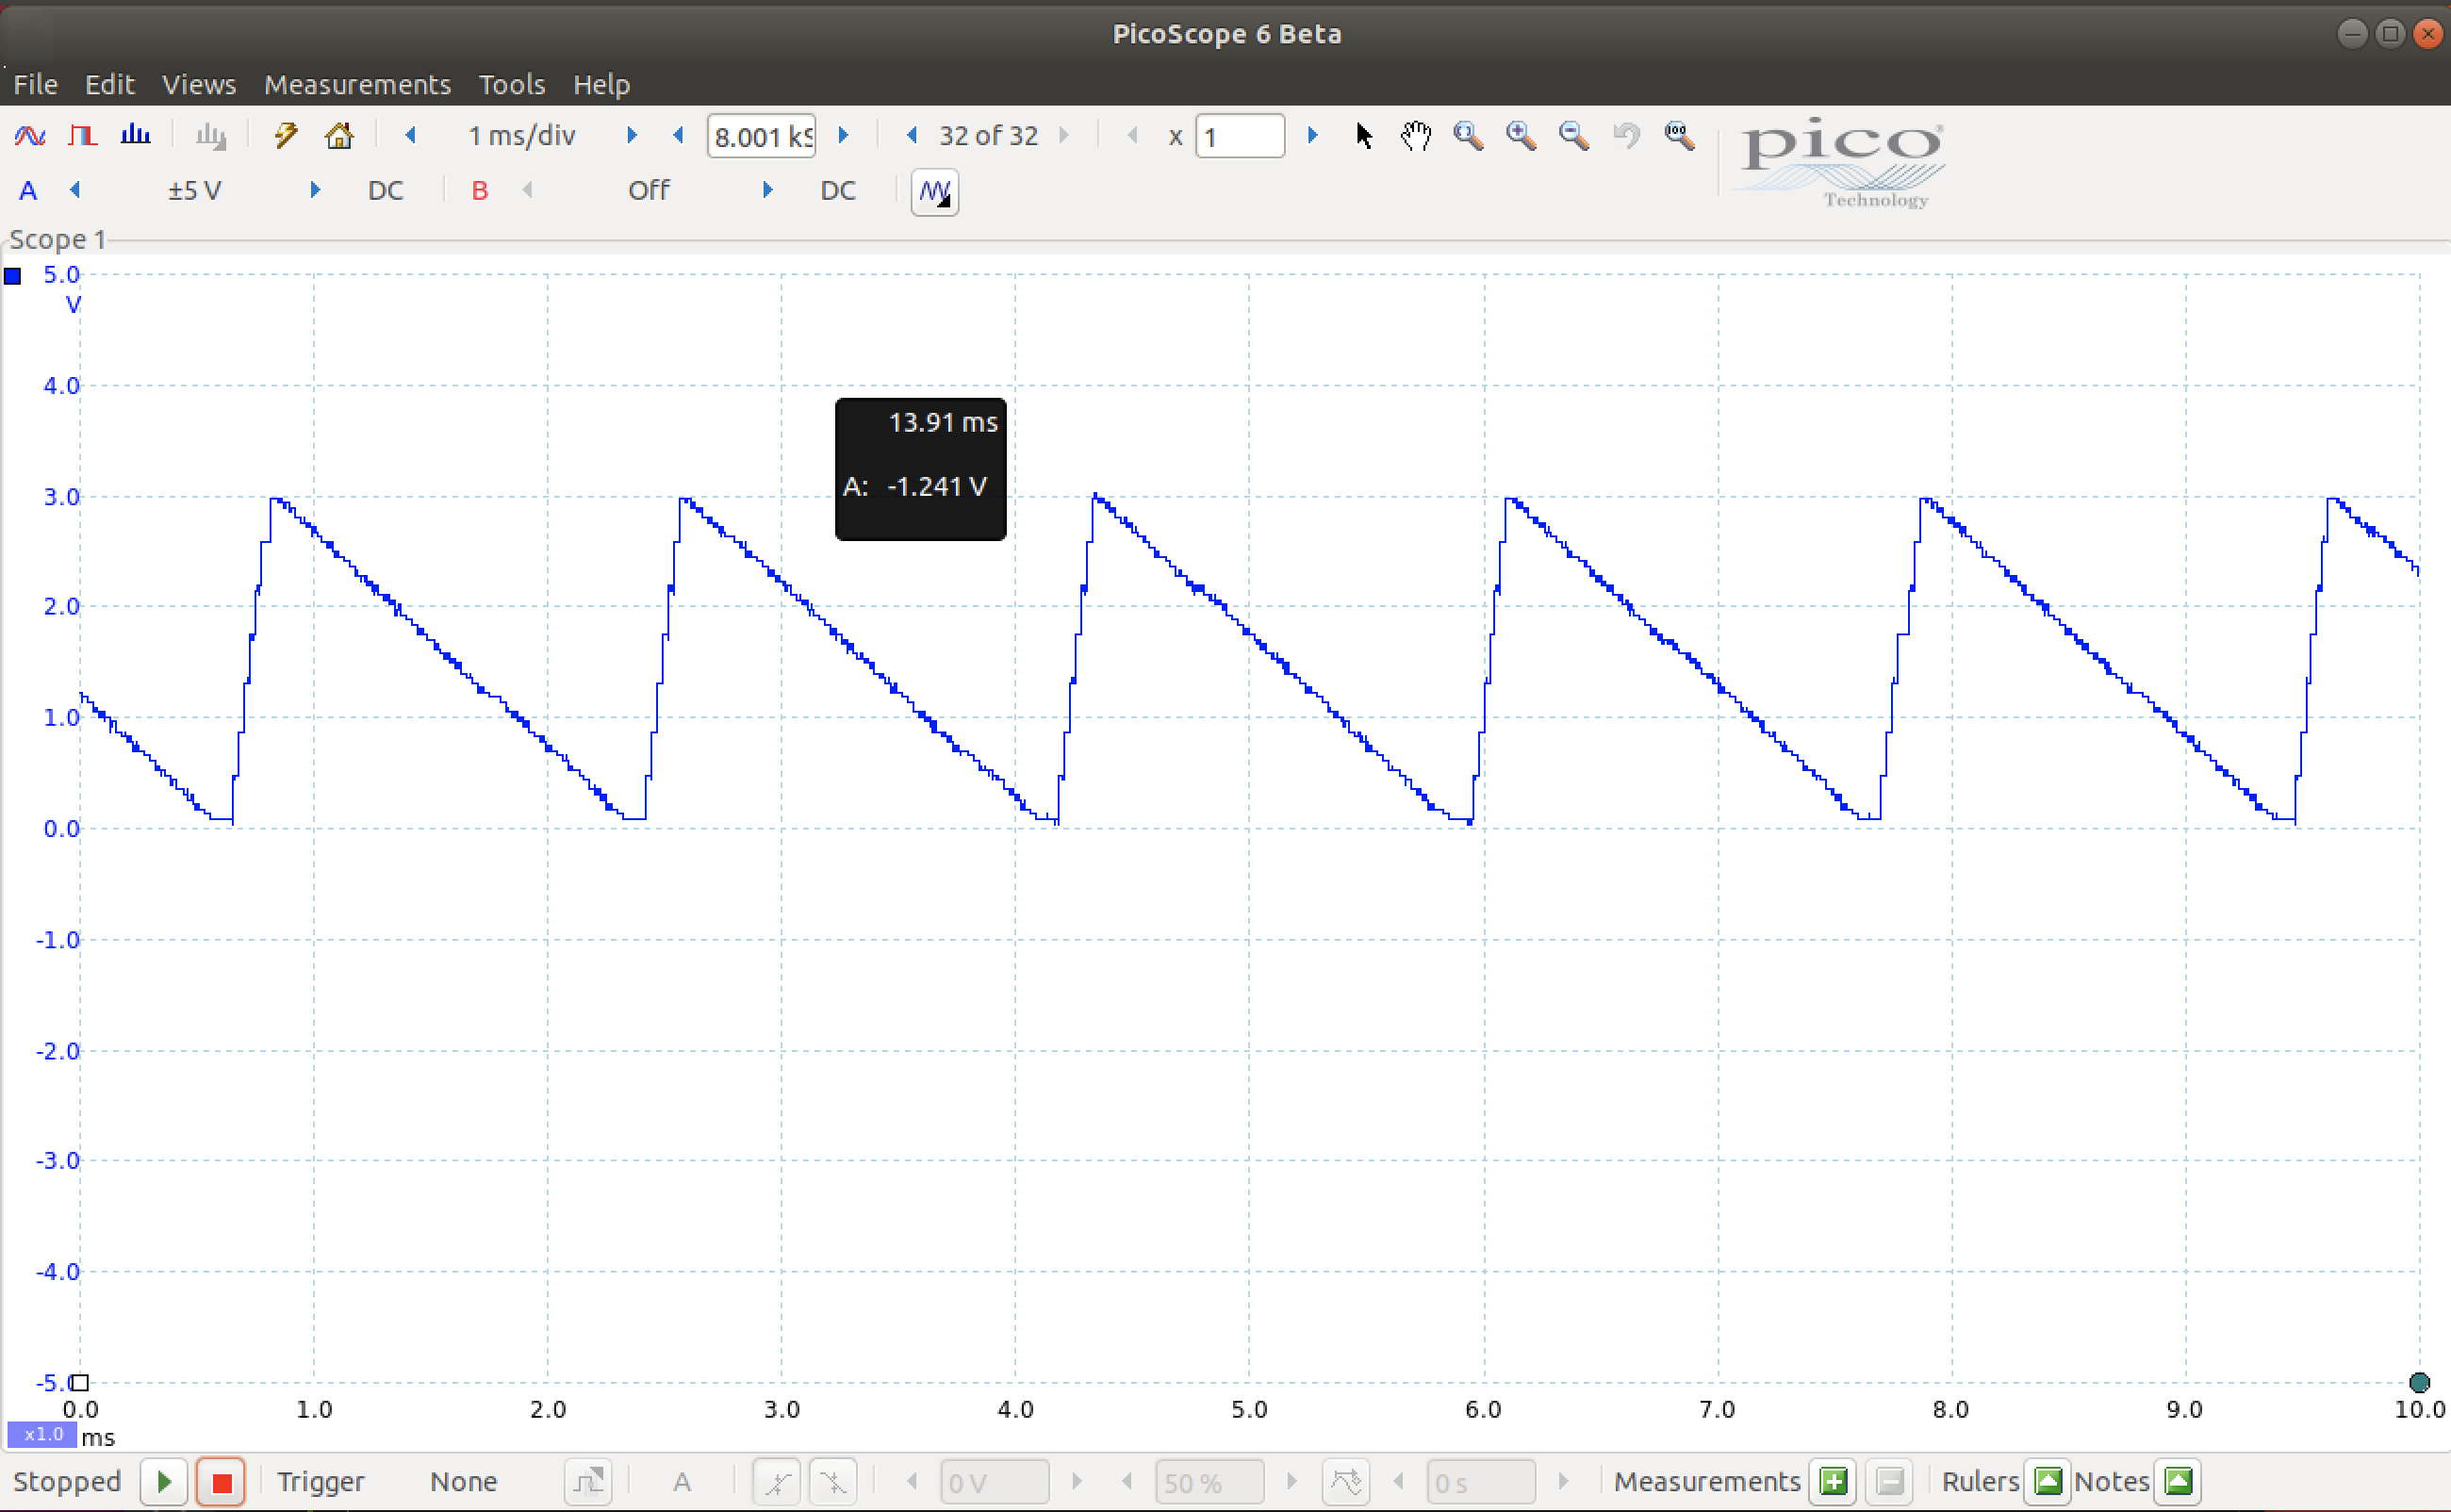 PicoScope 6 Beta
File Edit Views Measurements Tools Help
1 ms/div 8.001 kS 32 of 32 x 1 100 pico
Technology
A ±5 V DC B Off DC
Scope 1
5.0
V
4.0
13.91 ms
A: -1.241 V
3.0
2.0
1.0
0.0
-1.0
-2.0
-3.0
-4.0
-5.0
0.0 1.0 2.0 3.0 4.0 5.0 6.0 7.0 8.0 9.0 10.0
x1.0 ms
Stopped Trigger None A 0 V 50 % 0 s Measurements Rulers Notes